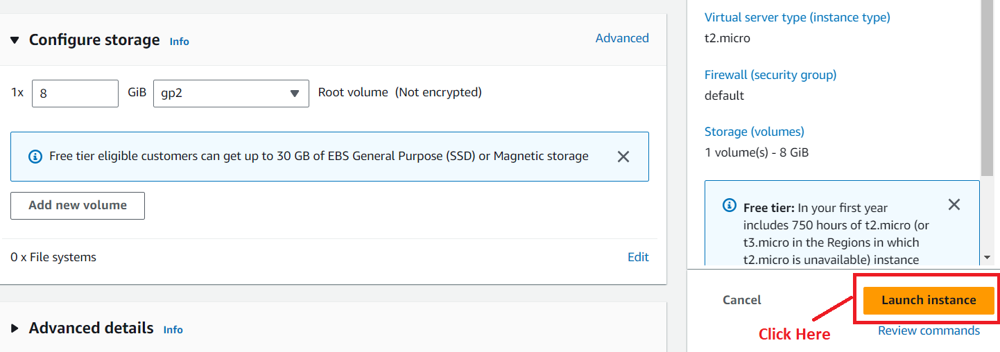 Configure storage Info
Advanced
1x 8 GiB gp2 Root volume (Not encrypted)
Free tier eligible customers can get up to 30 GB of EBS General Purpose (SSD) or Magnetic storage
Add new volume
0 x File systems
Edit
Advanced details Info
Virtual server type (instance type)
t2.micro
Firewall (security group)
default
Storage (volumes)
1 volume(s) - 8 GiB
Free tier: In your first year
includes 750 hours of t2.micro (or
t3.micro in the Regions in which
t2.micro is unavailable) instance
Cancel
Launch instance
Click Here
Review commands